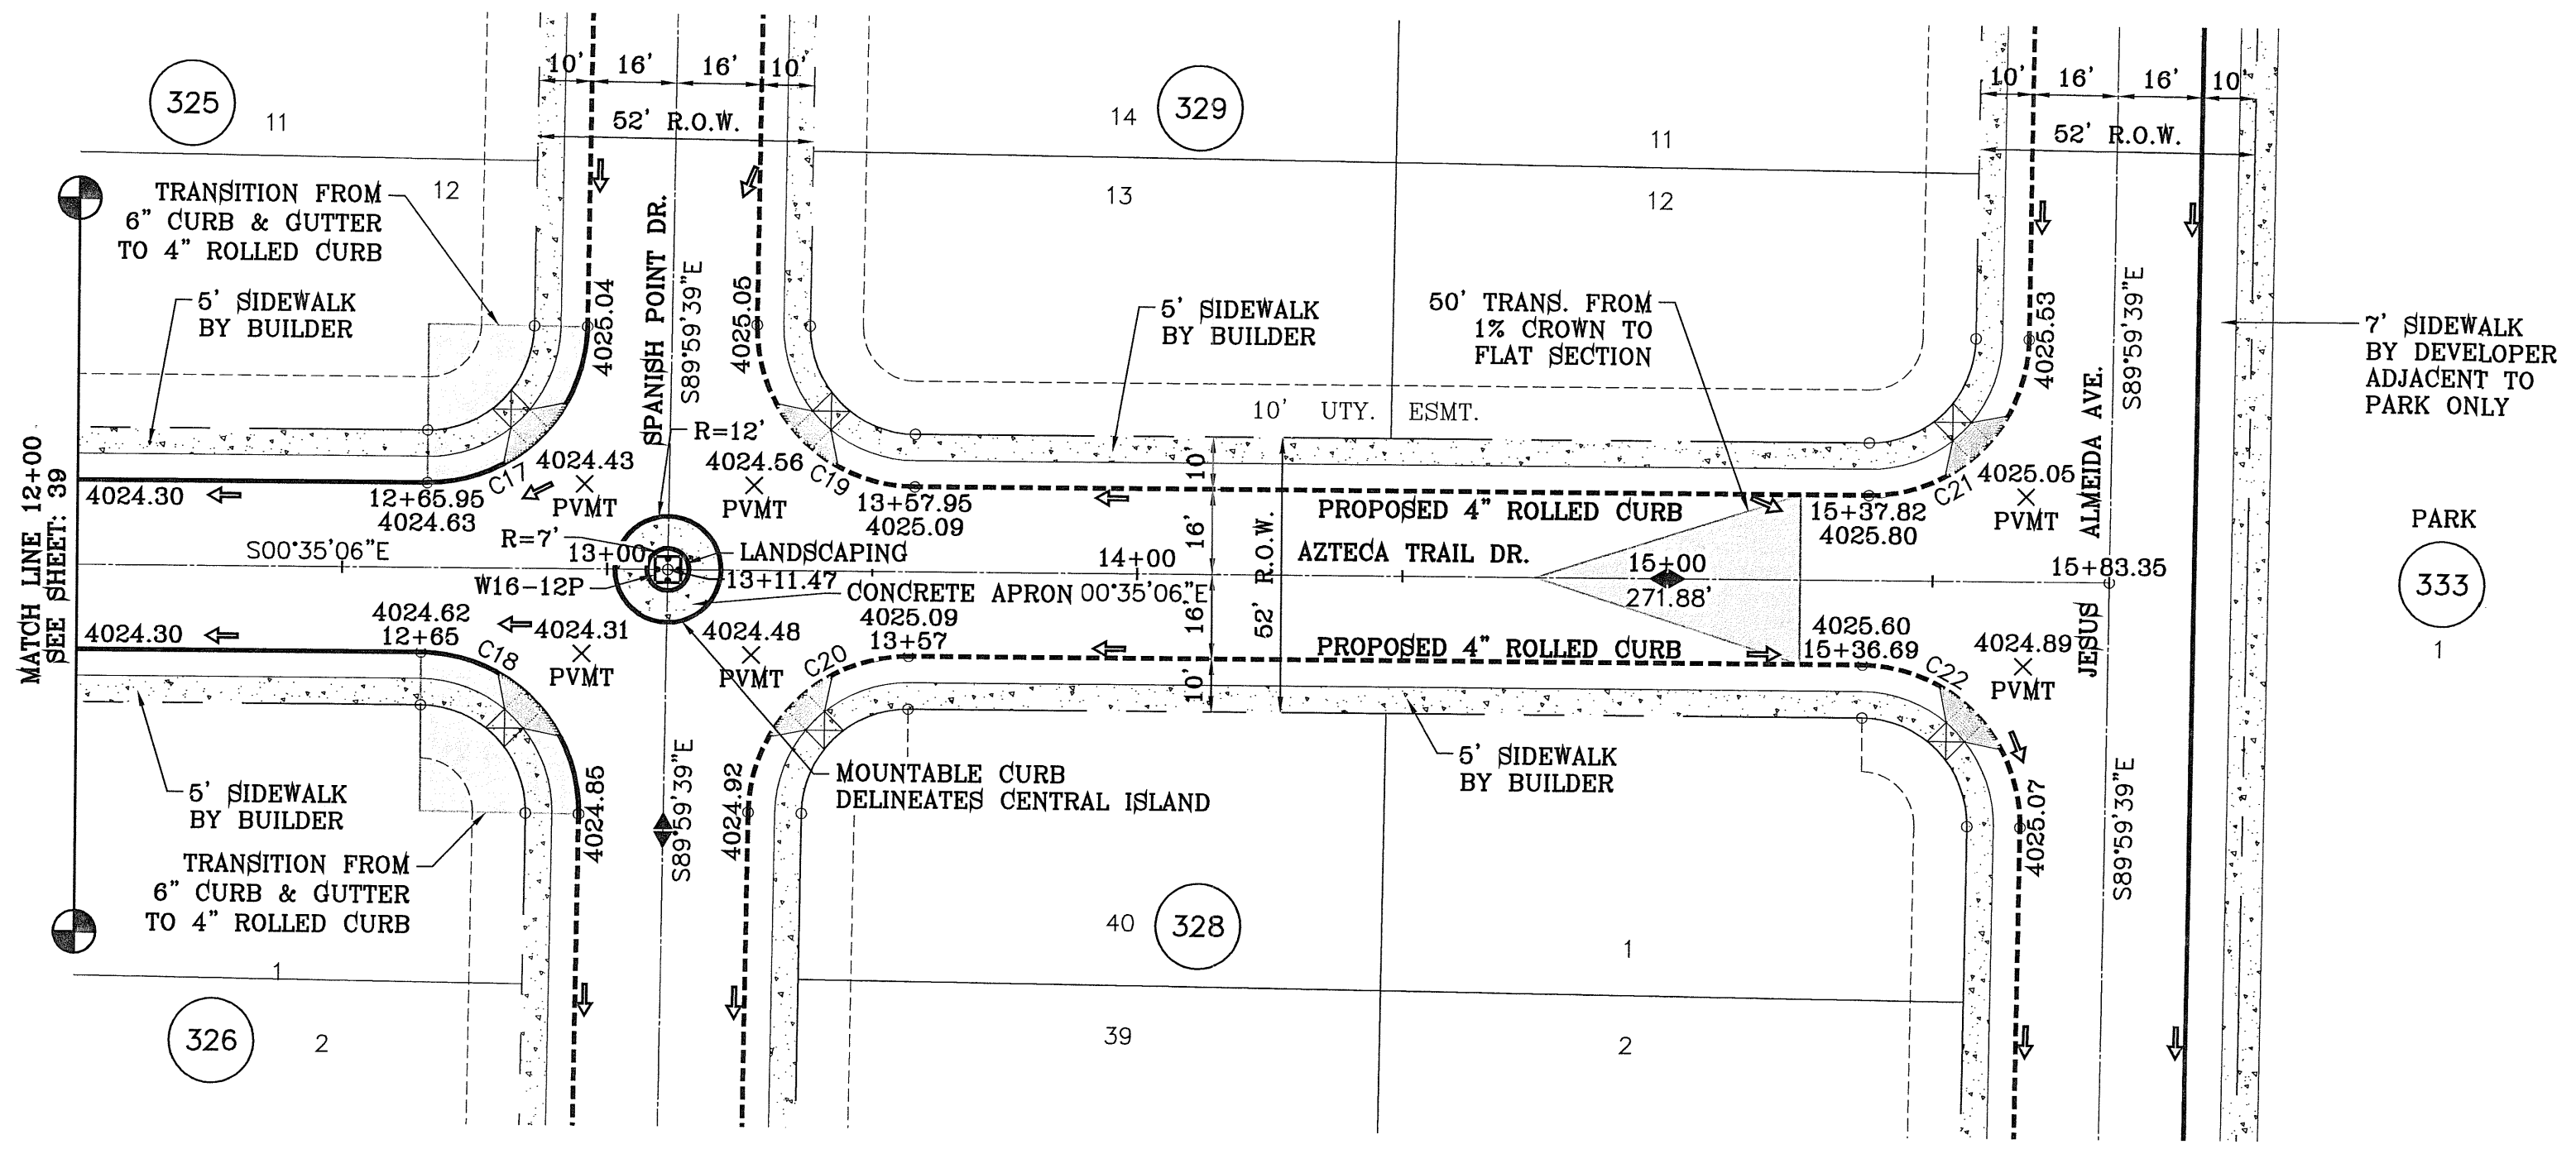 10'
16'
16'
10'
52' R.O.W.
10'
16'
16'
10
52' R.O.W.
325
11
12
14
329
13
11
12
TRANSITION FROM
6" CURB & GUTTER
TO 4" ROLLED CURB
5' SIDEWALK
BY BUILDER
4025.04
SPANISH POINT DR.
S89°59'39"E
4025.05
5' SIDEWALK
BY BUILDER
50' TRANS. FROM
1% CROWN TO
FLAT SECTION
4025.53
S89°59'39"E
JESUS ALMEIDA AVE.
7' SIDEWALK
BY DEVELOPER
ADJACENT TO
PARK ONLY
10' UTY. ESMT.
MATCH LINE 12+00
SEE SHEET: 39
4024.30
12+65.95
4024.63
C17
4024.43
PVMT
R=12'
4024.56
PVMT
C19
13+57.95
4025.09
10'
16'
16'
10'
52' R.O.W.
PROPOSED 4" ROLLED CURB
15+37.82
4025.80
C21
4025.05
PVMT
PARK
333
1
S00°35'06"E
R=7'
13+00
LANDSCAPING
W16-12P
13+11.47
CONCRETE APRON
14+00
00°35'06"E
AZTECA TRAIL DR.
15+00
271.88'
15+83.35
4024.62
12+65
4024.30
C18
4024.31
PVMT
4024.48
PVMT
C20
4025.09
13+57
PROPOSED 4" ROLLED CURB
4025.60
15+36.69
C22
4024.89
PVMT
5' SIDEWALK
BY BUILDER
TRANSITION FROM
6" CURB & GUTTER
TO 4" ROLLED CURB
4024.85
S89°59'39"E
4024.92
MOUNTABLE CURB
DELINEATES CENTRAL ISLAND
5' SIDEWALK
BY BUILDER
4025.07
S89°59'39"E
1
326
2
40
328
39
1
2